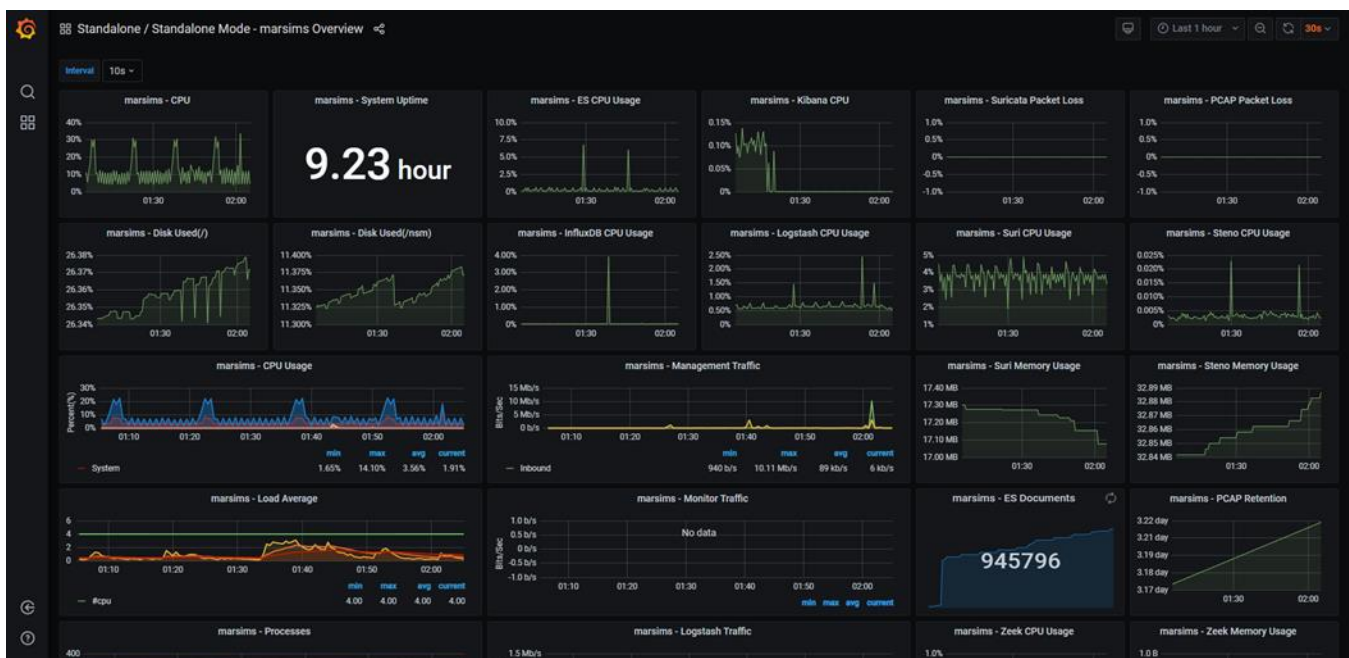 Standalone / Standalone Mode - marsims Overview
Last 1 hour
30s
Interval 10s
marsims - CPU
40%
30%
20%
10%
0%
01:30 02:00
marsims - System Uptime
9.23 hour
marsims - ES CPU Usage
10.0%
7.5%
5.0%
2.5%
0%
01:30 02:00
marsims - Kibana CPU
0.15%
0.10%
0.05%
0%
01:30 02:00
marsims - Suricata Packet Loss
1.0%
0.5%
0%
-0.5%
-1.0%
01:30 02:00
marsims - PCAP Packet Loss
1.0%
0.5%
0%
-0.5%
-1.0%
01:30 02:00
marsims - Disk Used(/)
26.38%
26.37%
26.36%
26.35%
26.34%
01:30 02:00
marsims - Disk Used(/nsm)
11.400%
11.375%
11.350%
11.325%
11.300%
01:30 02:00
marsims - InfluxDB CPU Usage
4.00%
3.00%
2.00%
1.00%
0%
01:30 02:00
marsims - Logstash CPU Usage
2.50%
2.00%
1.50%
1.00%
0.50%
0%
01:30 02:00
marsims - Suri CPU Usage
5%
4%
3%
2%
1%
01:30 02:00
marsims - Steno CPU Usage
0.025%
0.020%
0.015%
0.010%
0.005%
0%
01:30 02:00
marsims - CPU Usage
Percent(%)
30%
20%
10%
0%
01:10 01:20 01:30 01:40 01:50 02:00
min max avg current
System 1.65% 14.10% 3.56% 1.91%
marsims - Management Traffic
Bits/Sec
15 Mb/s
10 Mb/s
5 Mb/s
0 b/s
01:10 01:20 01:30 01:40 01:50 02:00
min max avg current
Inbound 940 b/s 10.11 Mb/s 89 kb/s 6 kb/s
marsims - Suri Memory Usage
17.40 MB
17.30 MB
17.20 MB
17.10 MB
17.00 MB
01:30 02:00
marsims - Steno Memory Usage
32.89 MB
32.88 MB
32.87 MB
32.86 MB
32.85 MB
32.84 MB
01:30 02:00
marsims - Load Average
6
4
2
0
01:10 01:20 01:30 01:40 01:50 02:00
min max avg current
#cpu 4.00 4.00 4.00 4.00
marsims - Monitor Traffic
Bits/Sec
1.0 b/s
0.5 b/s
0 b/s
-0.5 b/s
-1.0 b/s
No data
01:10 01:20 01:30 01:40 01:50 02:00
min max avg current
marsims - ES Documents
945796
marsims - PCAP Retention
3.22 day
3.21 day
3.19 day
3.18 day
3.17 day
01:30 02:00
marsims - Processes
400
marsims - Logstash Traffic
1.5 Mb/s
marsims - Zeek CPU Usage
1.0%
marsims - Zeek Memory Usage
1.0 B